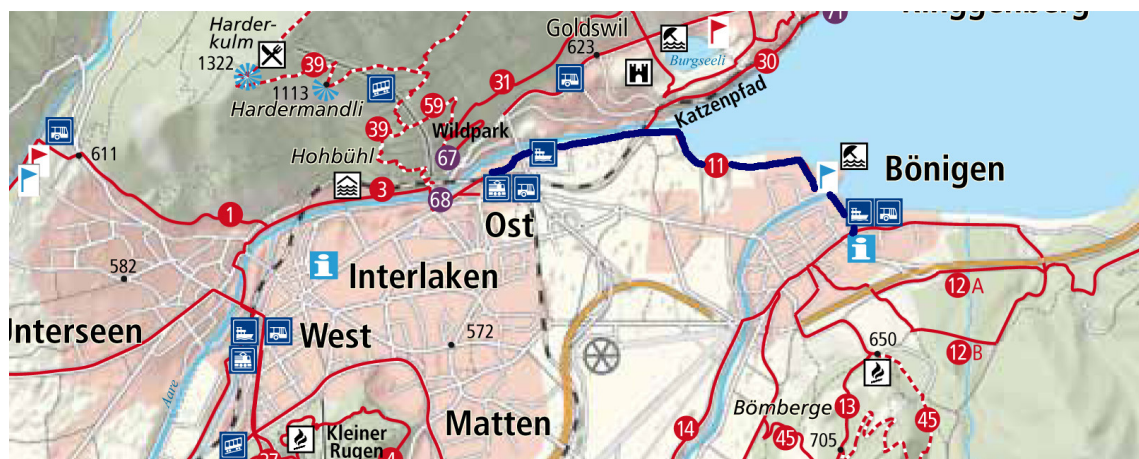 Harder-
kulm
1322
39
1113
Hardermandli
Goldswil
623
31
Burgseeli
30
71
59
39
Wildpark
67
Katzenpfad
611
Hohbühl
3
68
11
Bönigen
1
Ost
582
Interlaken
12 A
Unterseen
West
572
650
12 B
Aare
Matten
14
Bömberge
13
45
45
705
Kleiner
Rugen